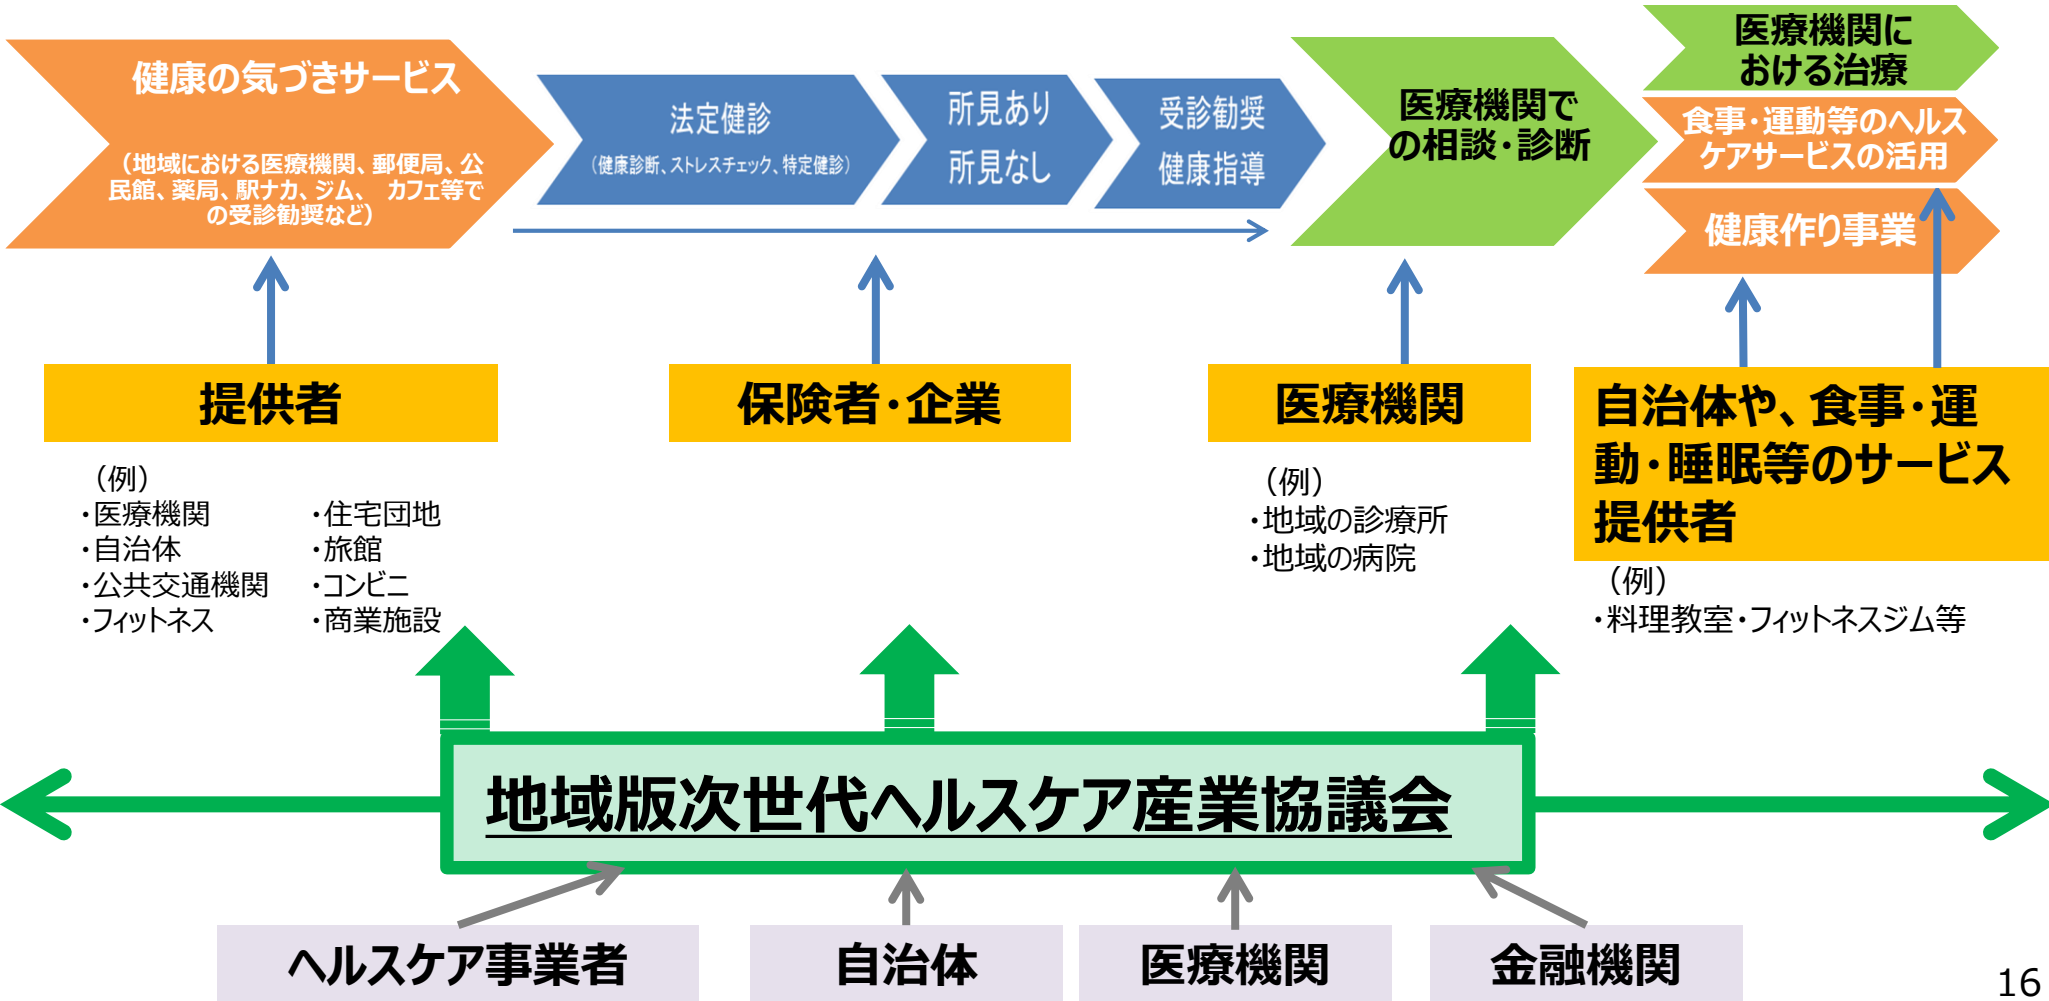 健康の気づきサービス
（地域における医療機関、郵便局、公
民館、薬局、駅ナカ、ジム、　カフェ等で
の受診勧奨など）
法定健診
（健康診断、ストレスチェック、特定健診）
所見あり
所見なし
受診勧奨
健康指導
医療機関で
の相談・診断
医療機関に
おける治療
食事・運動等のヘルス
ケアサービスの活用
健康作り事業
提供者
保険者・企業
医療機関
自治体や、食事・運
動・睡眠等のサービス
提供者
（例）
・医療機関
・自治体
・公共交通機関
・フィットネス
・住宅団地
・旅館
・コンビニ
・商業施設
（例）
・地域の診療所
・地域の病院
（例）
・料理教室・フィットネスジム等
地域版次世代ヘルスケア産業協議会
ヘルスケア事業者
自治体
医療機関
金融機関
16